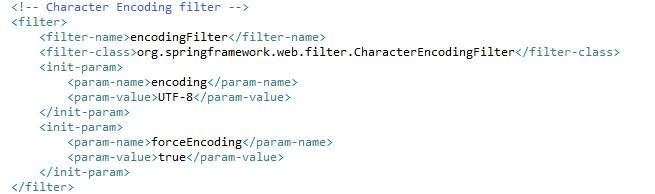 <!-- Character Encoding filter -->
<filter>
    <filter-name>encodingFilter</filter-name>
    <filter-class>org.springframework.web.filter.CharacterEncodingFilter</filter-class>
    <init-param>
        <param-name>encoding</param-name>
        <param-value>UTF-8</param-value>
    </init-param>
    <init-param>
        <param-name>forceEncoding</param-name>
        <param-value>true</param-value>
    </init-param>
</filter>